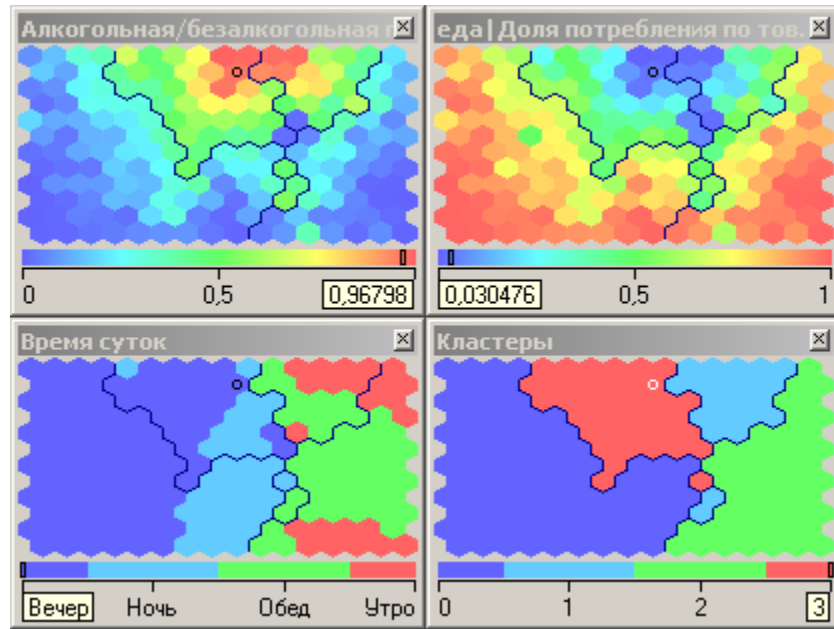 Алкогольная/безалкогольная
еда|Доля потребления по тов.
0
0,5
0,96798
0,030476
0,5
1
Время суток
Кластеры
Вечер
Ночь
Обед
Утро
0
1
2
3